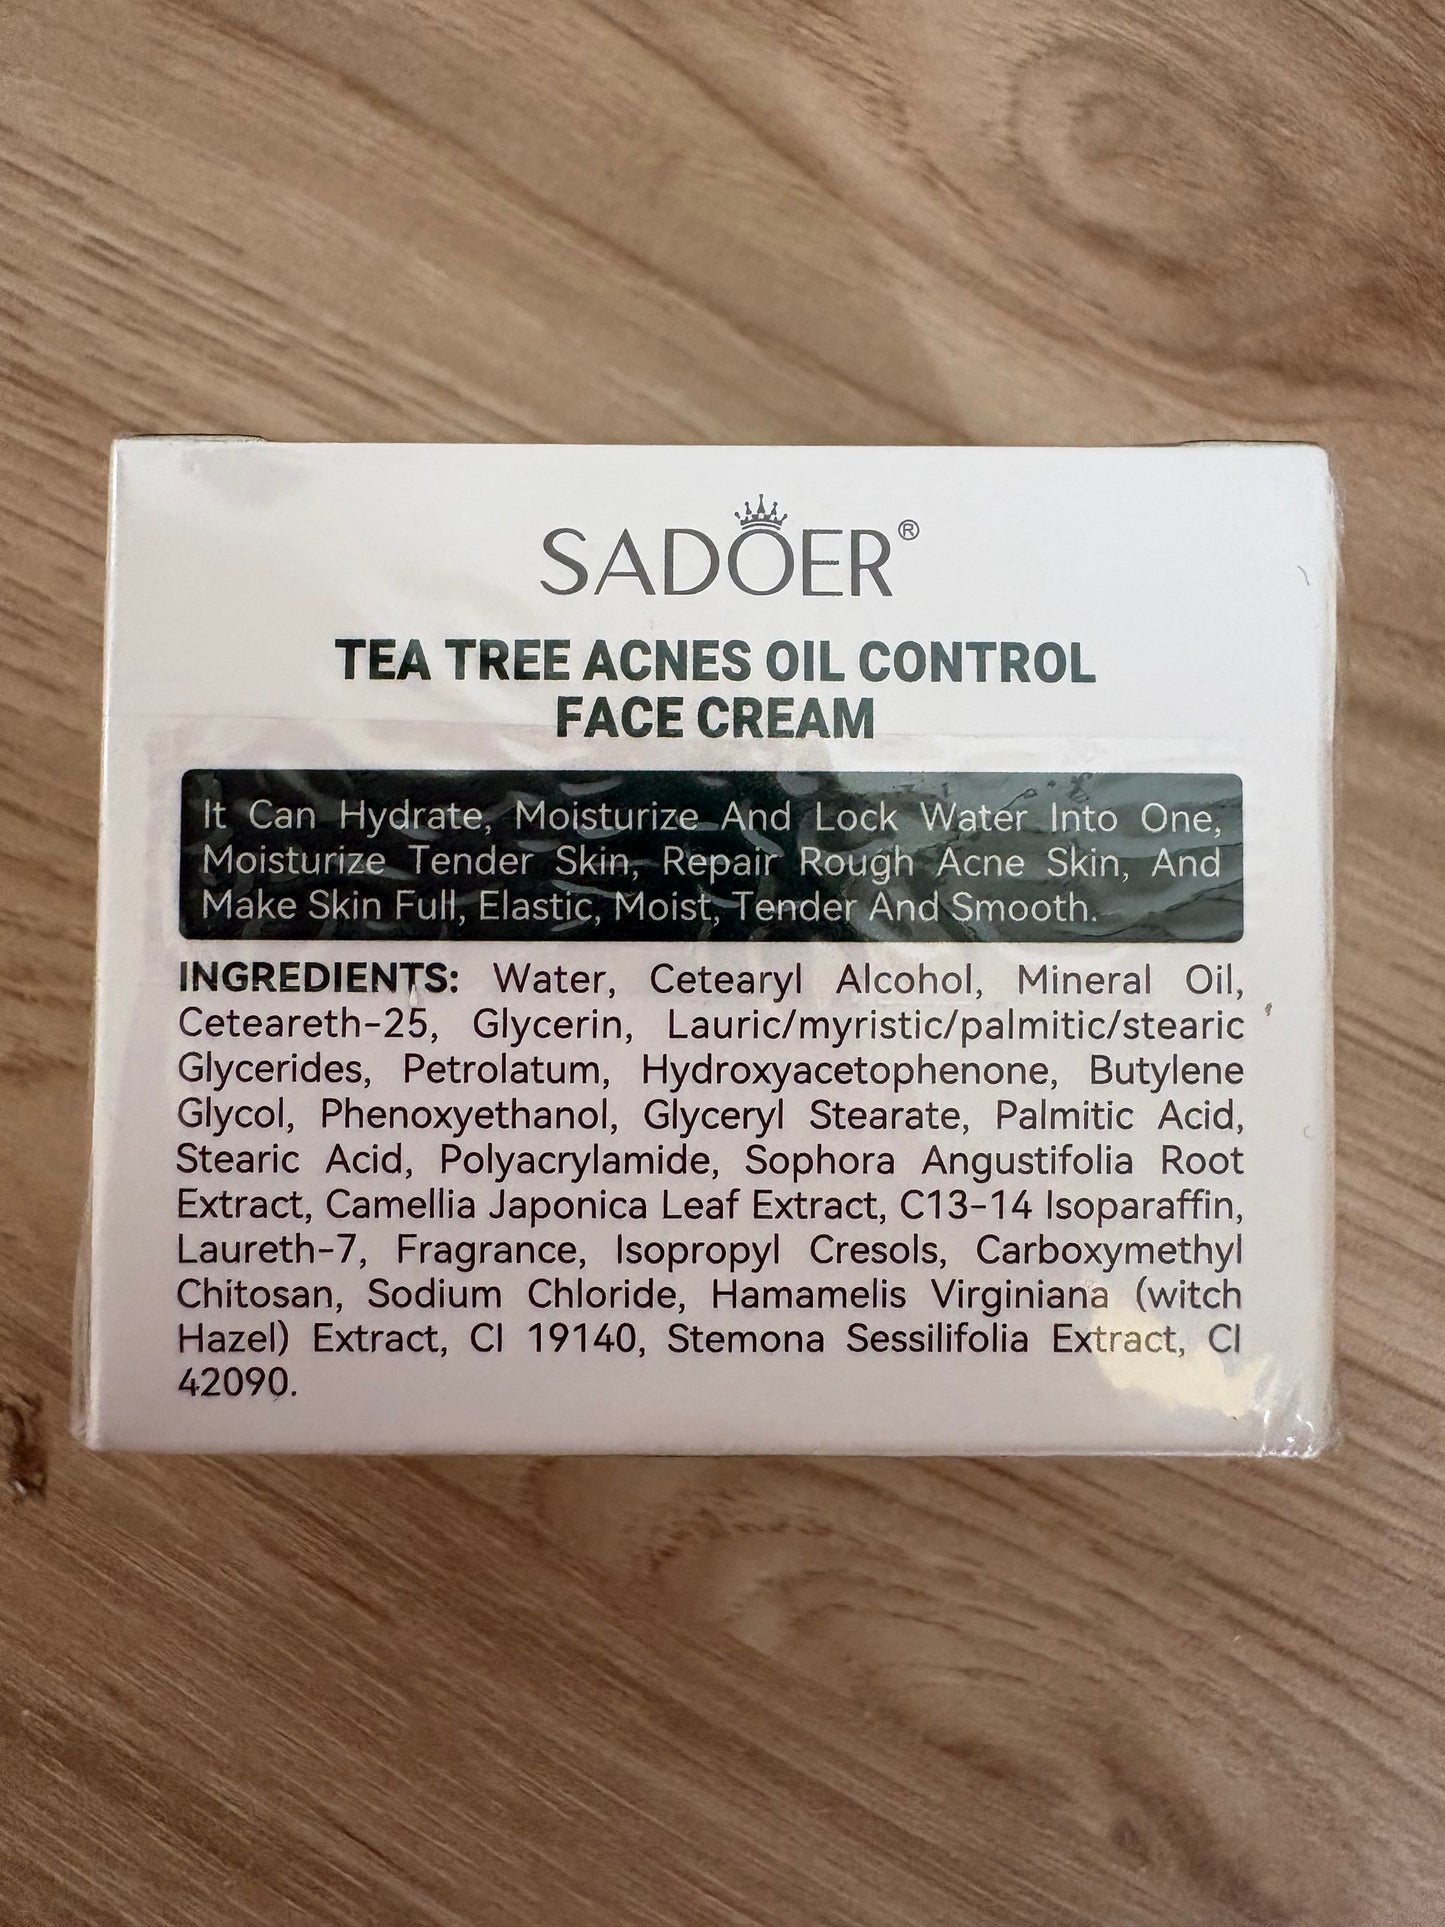 SADOER®
TEA TREE ACNES OIL CONTROL
FACE CREAM
It Can Hydrate, Moisturize And Lock Water Into One,
Moisturize Tender Skin, Repair Rough Acne Skin, And
Make Skin Full, Elastic, Moist, Tender And Smooth.
INGREDIENTS: Water, Cetearyl Alcohol, Mineral Oil,
Ceteareth-25, Glycerin, Lauric/myristic/palmitic/stearic
Glycerides, Petrolatum, Hydroxyacetophenone, Butylene
Glycol, Phenoxyethanol, Glyceryl Stearate, Palmitic Acid,
Stearic Acid, Polyacrylamide, Sophora Angustifolia Root
Extract, Camellia Japonica Leaf Extract, C13-14 Isoparaffin,
Laureth-7, Fragrance, Isopropyl Cresols, Carboxymethyl
Chitosan, Sodium Chloride, Hamamelis Virginiana (witch
Hazel) Extract, CI 19140, Stemona Sessilifolia Extract, CI
42090.